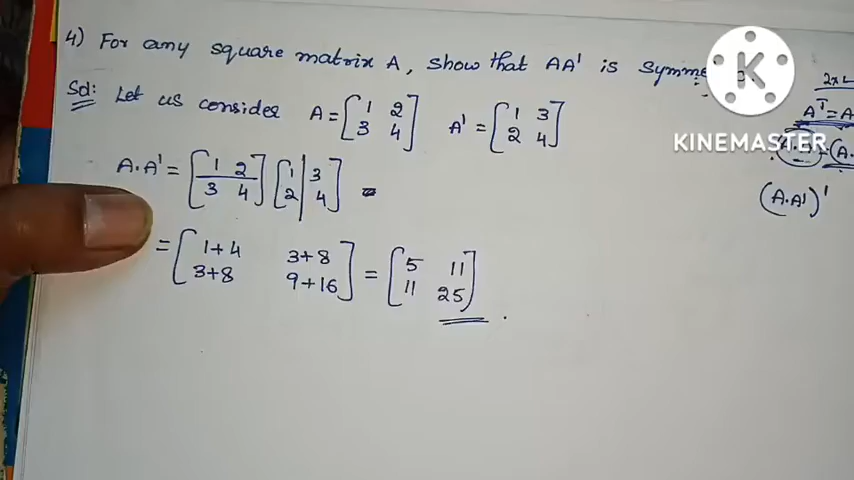 4) For any square matrix A, show that AA' is symme
Sol: Let us consider A = [1 2 3 4] A' = [1 3 2 4]
A.A' = [1 2 3 4] [1 3 2 4] =
= [1+4 3+8 3+8 9+16] = [5 11 11 25].
K
KINEMASTER
A^T = A
(A.A')'